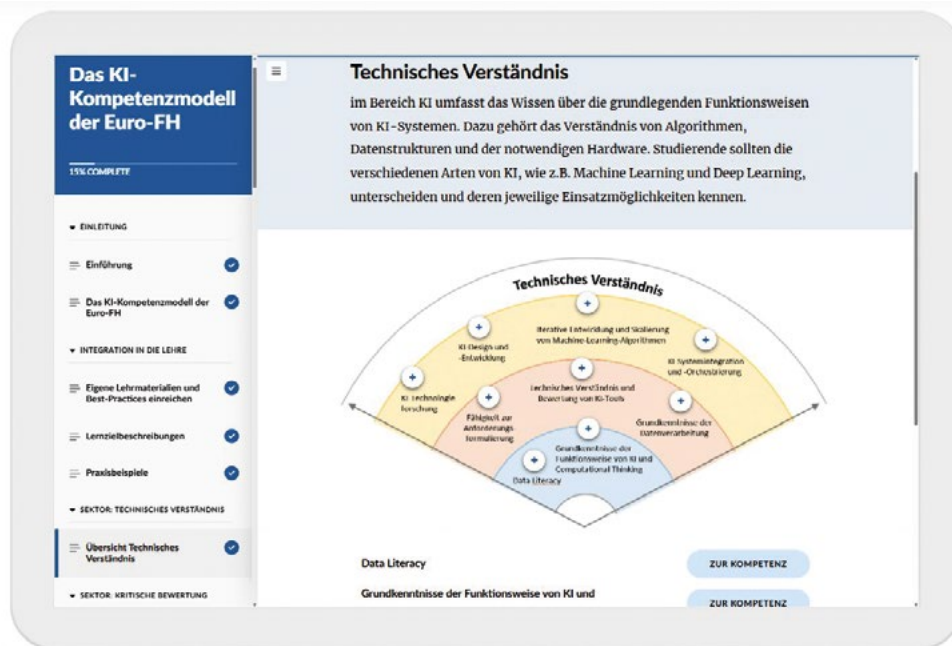 Das KI-
Kompetenzmodell
der Euro-FH
15% COMPLETE
EINLEITUNG
Einführung
Das KI-Kompetenzmodell der
Euro-FH
INTEGRATION IN DIE LEHRE
Eigene Lehrmaterialien und
Best-Practices einreichen
Lernzielbeschreibungen
Praxisbeispiele
SEKTOR: TECHNISCHES VERSTÄNDNIS
Übersicht Technisches
Verständnis
SEKTOR: KRITISCHE BEWERTUNG
Technisches Verständnis
im Bereich KI umfasst das Wissen über die grundlegenden Funktionsweisen
von KI-Systemen. Dazu gehört das Verständnis von Algorithmen,
Datenstrukturen und der notwendigen Hardware. Studierende sollten die
verschiedenen Arten von KI, wie z.B. Machine Learning und Deep Learning,
unterscheiden und deren jeweilige Einsatzmöglichkeiten kennen.
Technisches Verständnis
Iterative Entwicklung und Skalierung
von Machine-Learning-Algorithmen
KI-Design und
-Entwicklung
KI Systemintegration
und -Orchestrierung
KI Technologie
forschung
Technisches Verständnis und
Bewertung von KI-Tools
Fähigkeit zur
Anforderungs
formulierung
Grundkenntnisse der
Datenverarbeitung
Grundkenntnisse der
Funktionsweise von KI und
Computational Thinking
Data Literacy
Data Literacy
ZUR KOMPETENZ
Grundkenntnisse der Funktionsweise von KI und
ZUR KOMPETENZ